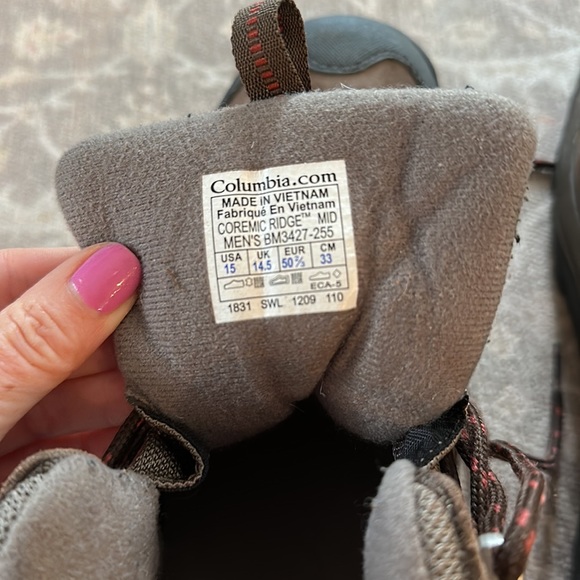 Columbia.com
MADE IN VIETNAM
Fabriqué En Vietnam
COREMIC RIDGE™ MID
MEN'S BM3427-255
USA UK EUR CM
15 14.5 50⅔ 33
ECA-5
1831 SWL 1209 110